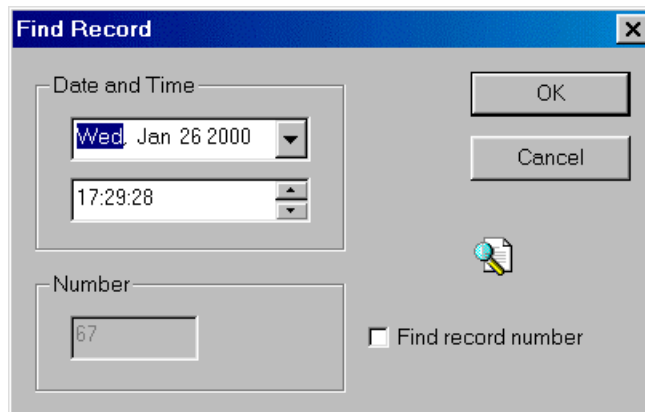 Find Record
Date and Time
Wed, Jan 26 2000
17:29:28
OK
Cancel
Number
67
Find record number